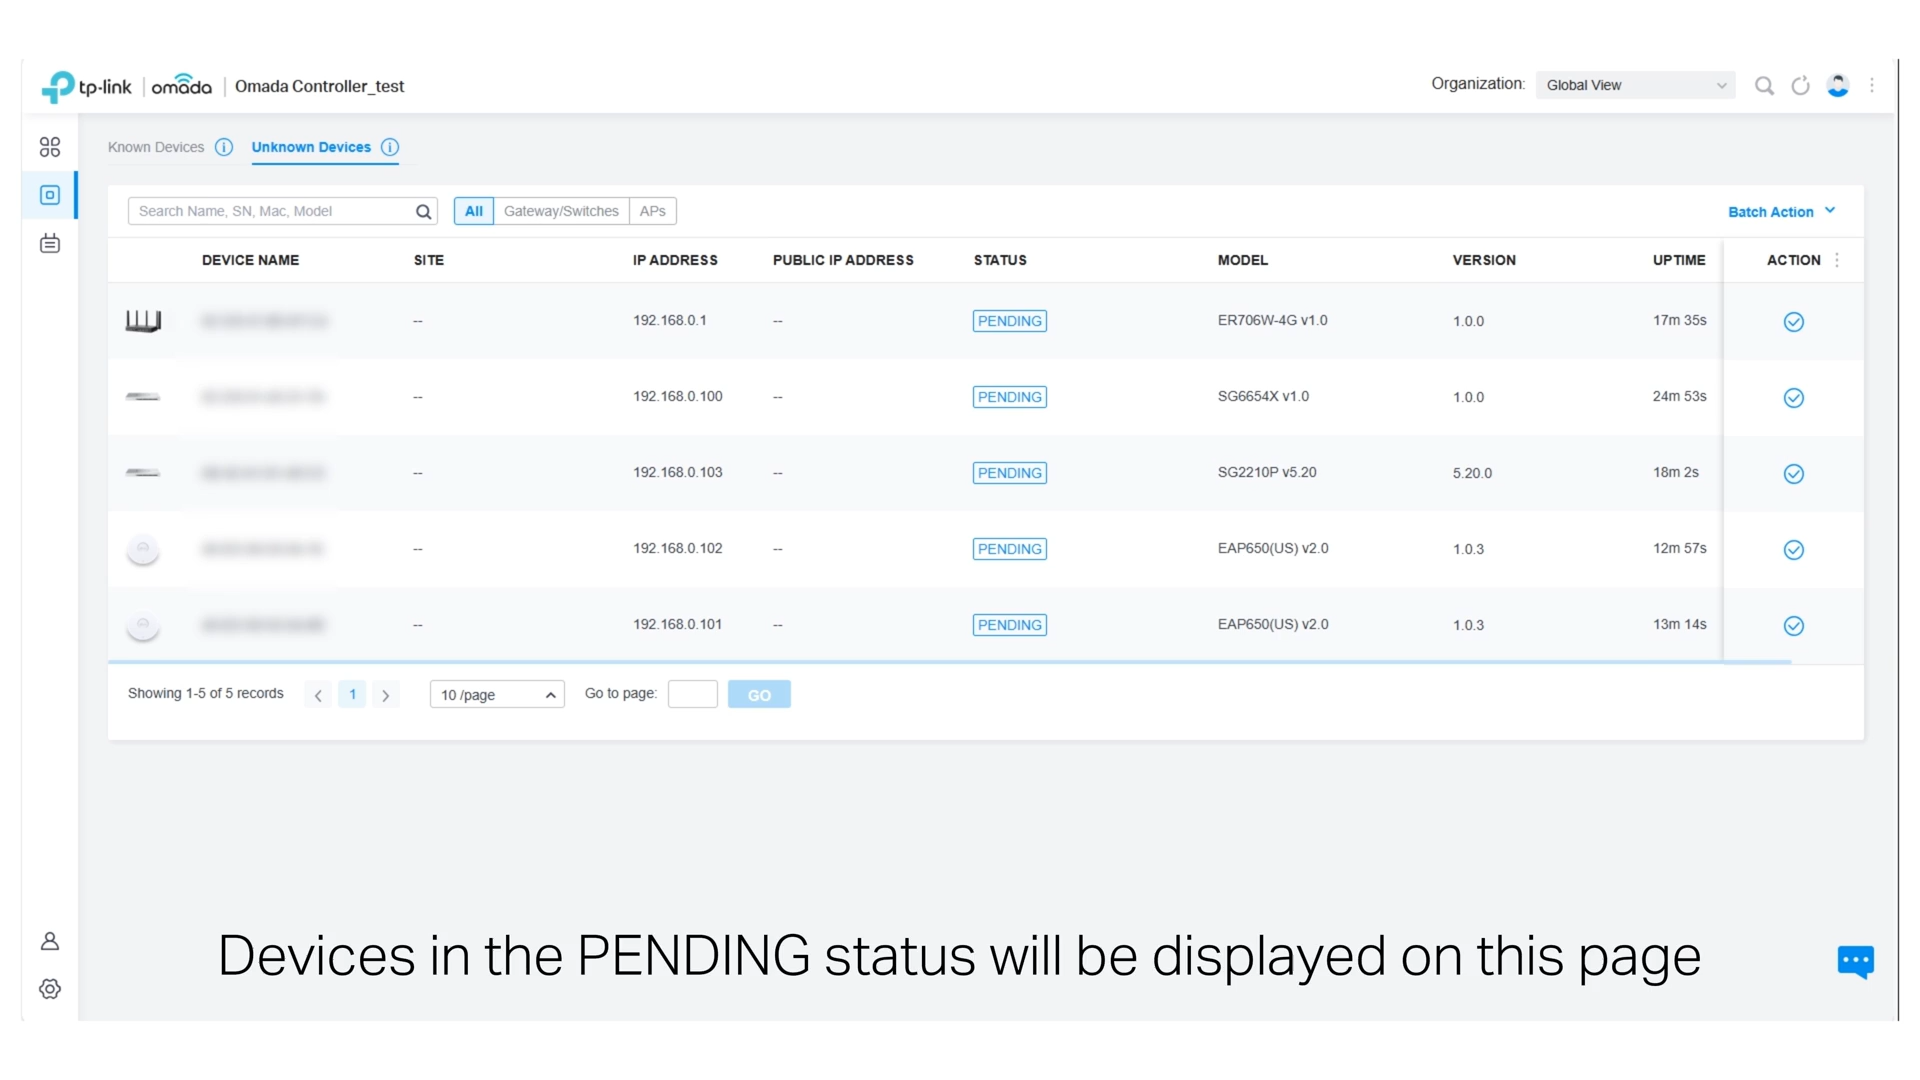 tp-link | omada | Omada Controller_test
Organization: Global View
Known Devices Unknown Devices
Search Name, SN, Mac, Model All Gateway/Switches APs Batch Action
DEVICE NAME SITE IP ADDRESS PUBLIC IP ADDRESS STATUS MODEL VERSION UPTIME ACTION
-- 192.168.0.1 -- PENDING ER706W-4G v1.0 1.0.0 17m 35s
-- 192.168.0.100 -- PENDING SG6654X v1.0 1.0.0 24m 53s
-- 192.168.0.103 -- PENDING SG2210P v5.20 5.20.0 18m 2s
-- 192.168.0.102 -- PENDING EAP650(US) v2.0 1.0.3 12m 57s
-- 192.168.0.101 -- PENDING EAP650(US) v2.0 1.0.3 13m 14s
Showing 1-5 of 5 records < 1 > 10 /page Go to page: GO
Devices in the PENDING status will be displayed on this page